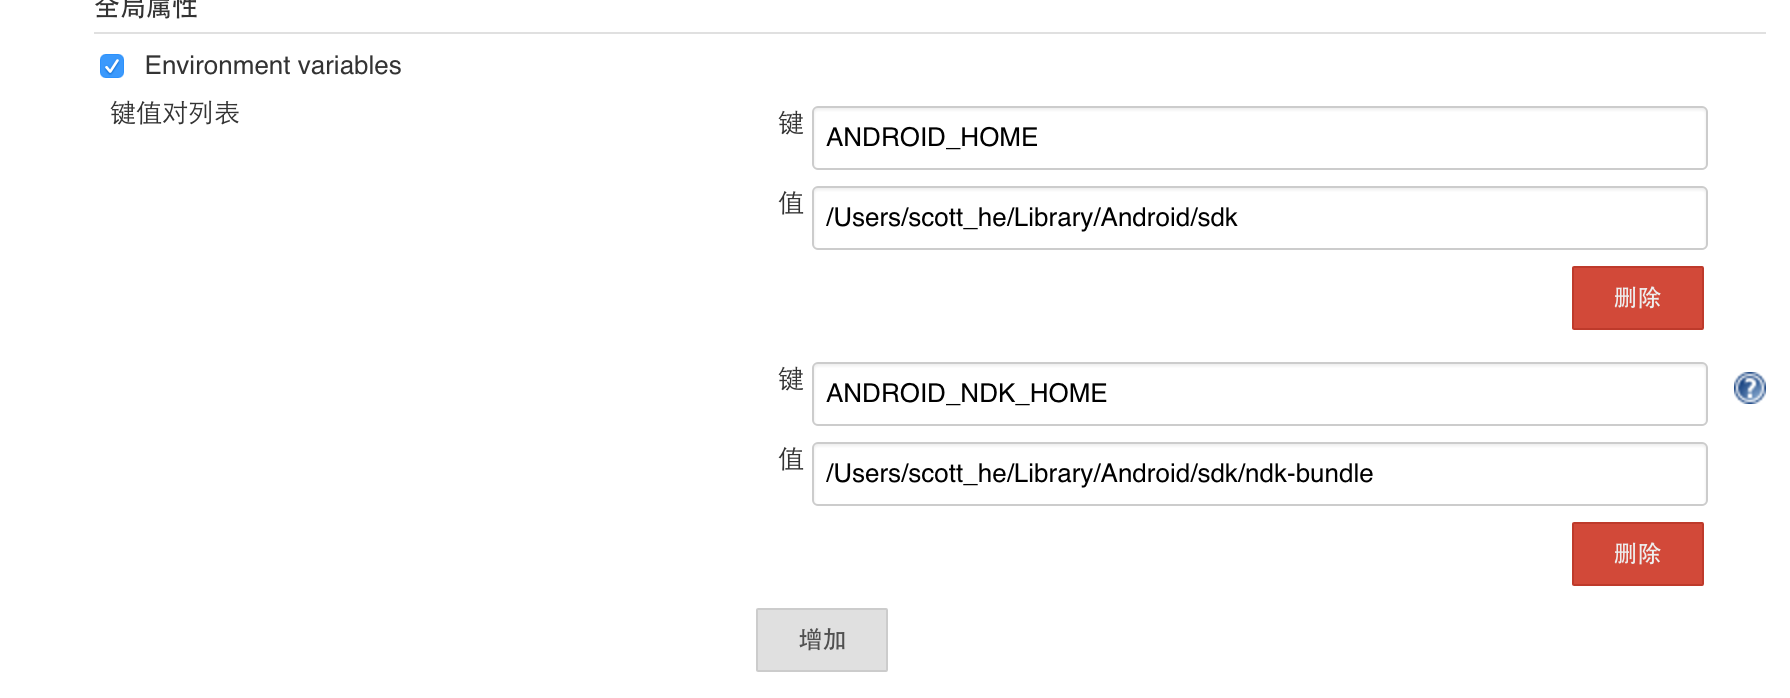 全局属性
Environment variables
键值对列表
键
ANDROID_HOME
值
/Users/scott_he/Library/Android/sdk
删除
键
ANDROID_NDK_HOME
值
/Users/scott_he/Library/Android/sdk/ndk-bundle
删除
增加